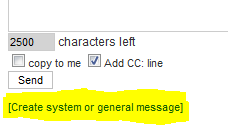 2500 characters left
copy to me Add CC: line
Send
[Create system or general message]